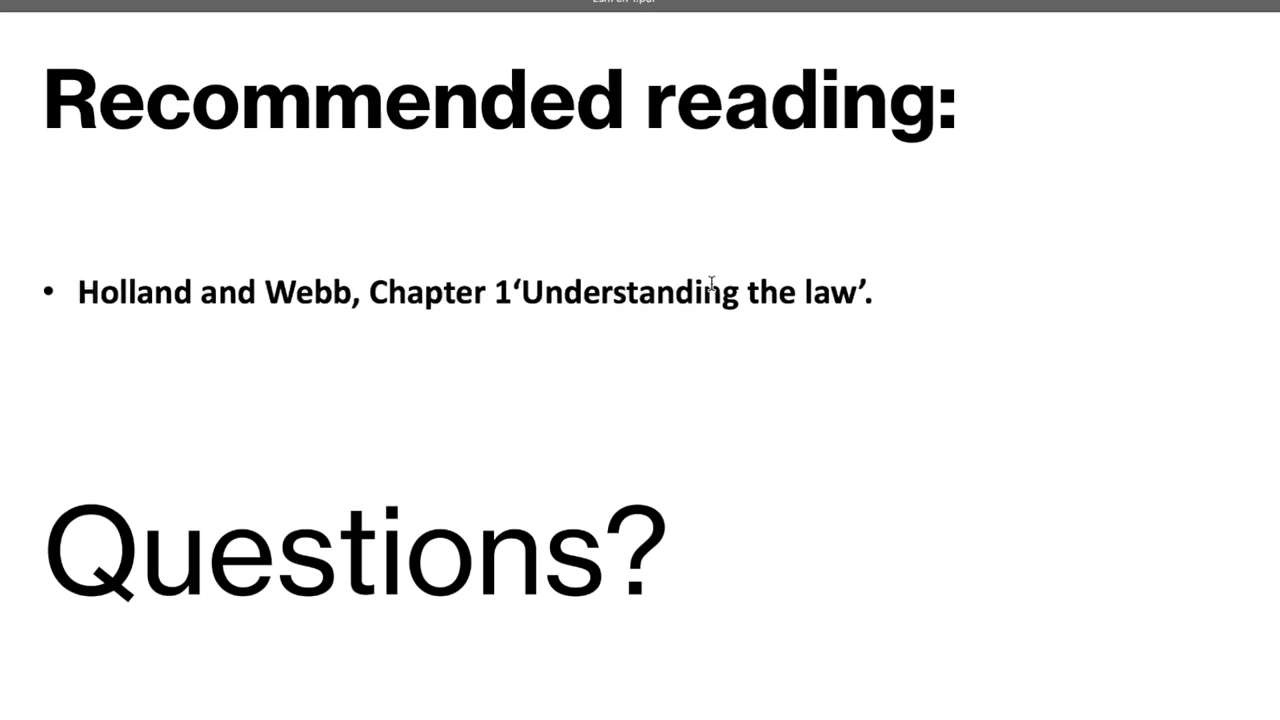 Recommended reading:
• Holland and Webb, Chapter 1‘Understanding the law’.
Questions?